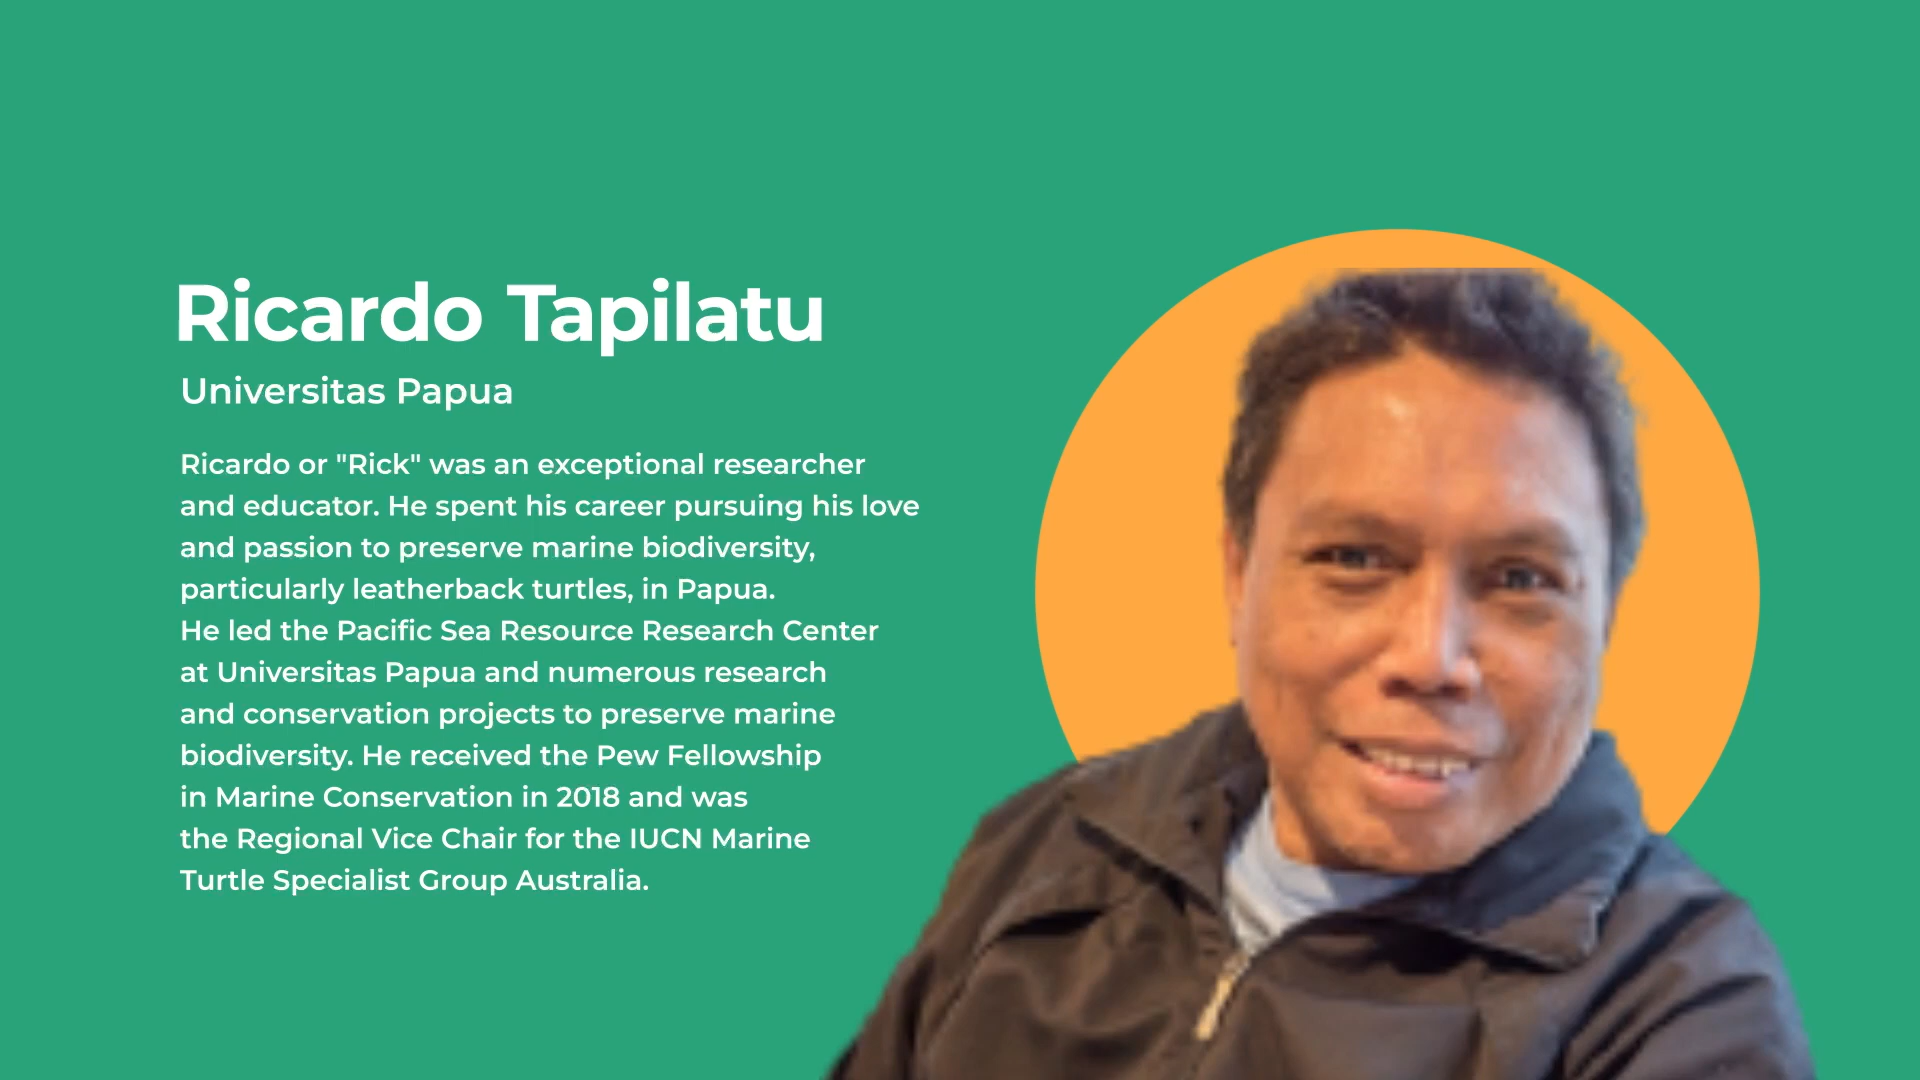 Ricardo Tapilatu
Universitas Papua
Ricardo or "Rick" was an exceptional researcher
and educator. He spent his career pursuing his love
and passion to preserve marine biodiversity,
particularly leatherback turtles, in Papua.
He led the Pacific Sea Resource Research Center
at Universitas Papua and numerous research
and conservation projects to preserve marine
biodiversity. He received the Pew Fellowship
in Marine Conservation in 2018 and was
the Regional Vice Chair for the IUCN Marine
Turtle Specialist Group Australia.